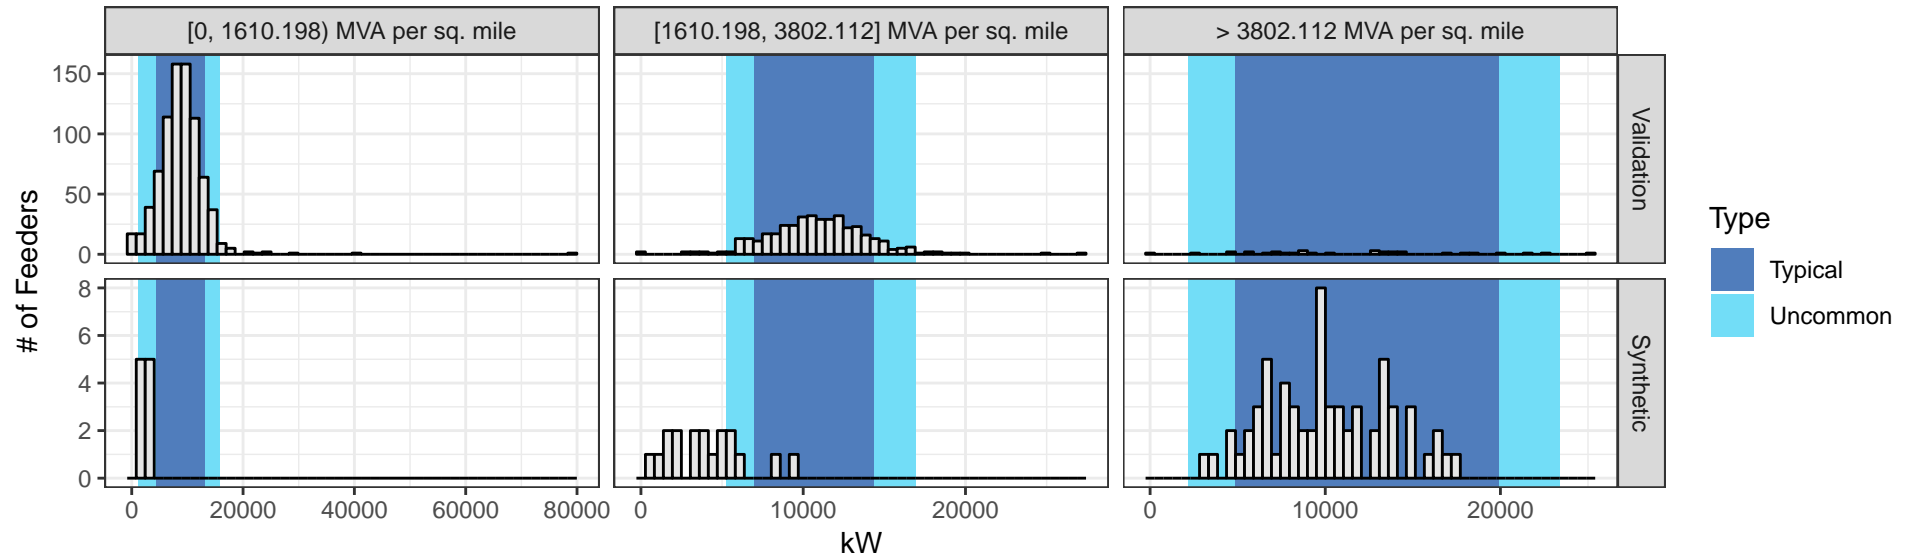 [0, 1610.198) MVA per sq. mile
[1610.198, 3802.112] MVA per sq. mile
> 3802.112 MVA per sq. mile
# of Feeders
150
100
50
0
Validation
8
6
4
2
0
Synthetic
0 20000 40000 60000 80000
0 10000 20000
0 10000 20000
kW
Type
Typical
Uncommon